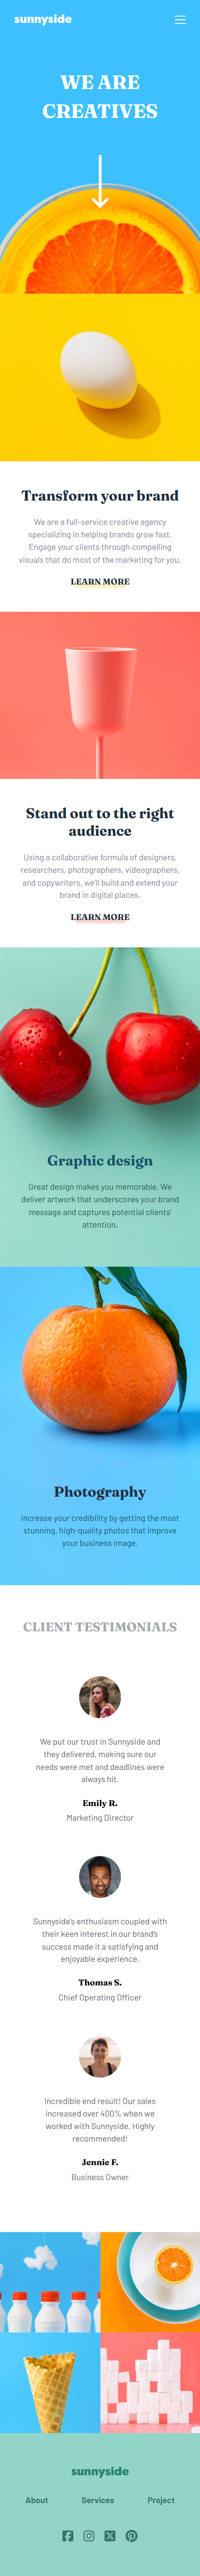 sunnyside
WE ARE
CREATIVES
Transform your brand
We are a full-service creative agency
specializing in helping brands grow fast.
Engage your clients through compelling
visuals that do most of the marketing for you.
LEARN MORE
Stand out to the right
audience
Using a collaborative formula of designers,
researchers, photographers, videographers,
and copywriters, we'll build and extend your
brand in digital places.
LEARN MORE
Graphic design
Great design makes you memorable. We
deliver artwork that underscores your brand
message and captures potential clients'
attention.
Photography
Increase your credibility by getting the most
stunning, high-quality photos that improve
your business image.
CLIENT TESTIMONIALS
We put our trust in Sunnyside and
they delivered, making sure our
needs were met and deadlines were
always hit.
Emily R.
Marketing Director
Sunnyside's enthusiasm coupled with
their keen interest in our brand's
success made it a satisfying and
enjoyable experience.
Thomas S.
Chief Operating Officer
Incredible end result! Our sales
increased over 400% when we
worked with Sunnyside. Highly
recommended!
Jennie F.
Business Owner
sunnyside
About Services Project